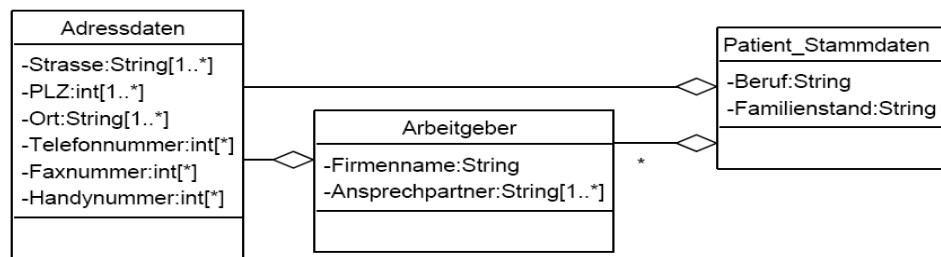 Adressdaten
-Strasse:String[1..*]
-PLZ:int[1..*]
-Ort:String[1..*]
-Telefonnummer:int[*]
-Faxnummer:int[*]
-Handynummer:int[*]
Arbeitgeber
-Firmenname:String
-Ansprechpartner:String[1..*]
*
Patient_Stammdaten
-Beruf:String
-Familienstand:String